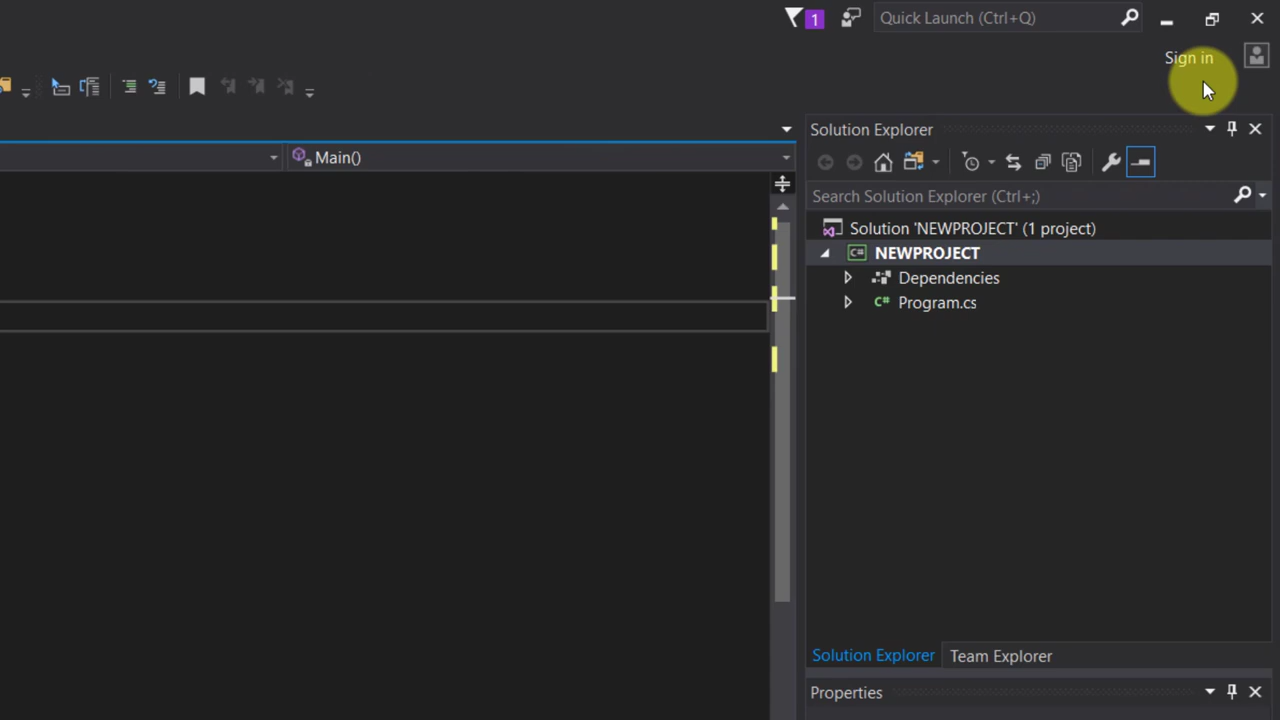 1
Quick Launch (Ctrl+Q)
Sign in
Solution Explorer
Main()
Search Solution Explorer (Ctrl+;)
Solution 'NEWPROJECT' (1 project)
C# NEWPROJECT
Dependencies
C# Program.cs
Solution Explorer Team Explorer
Properties